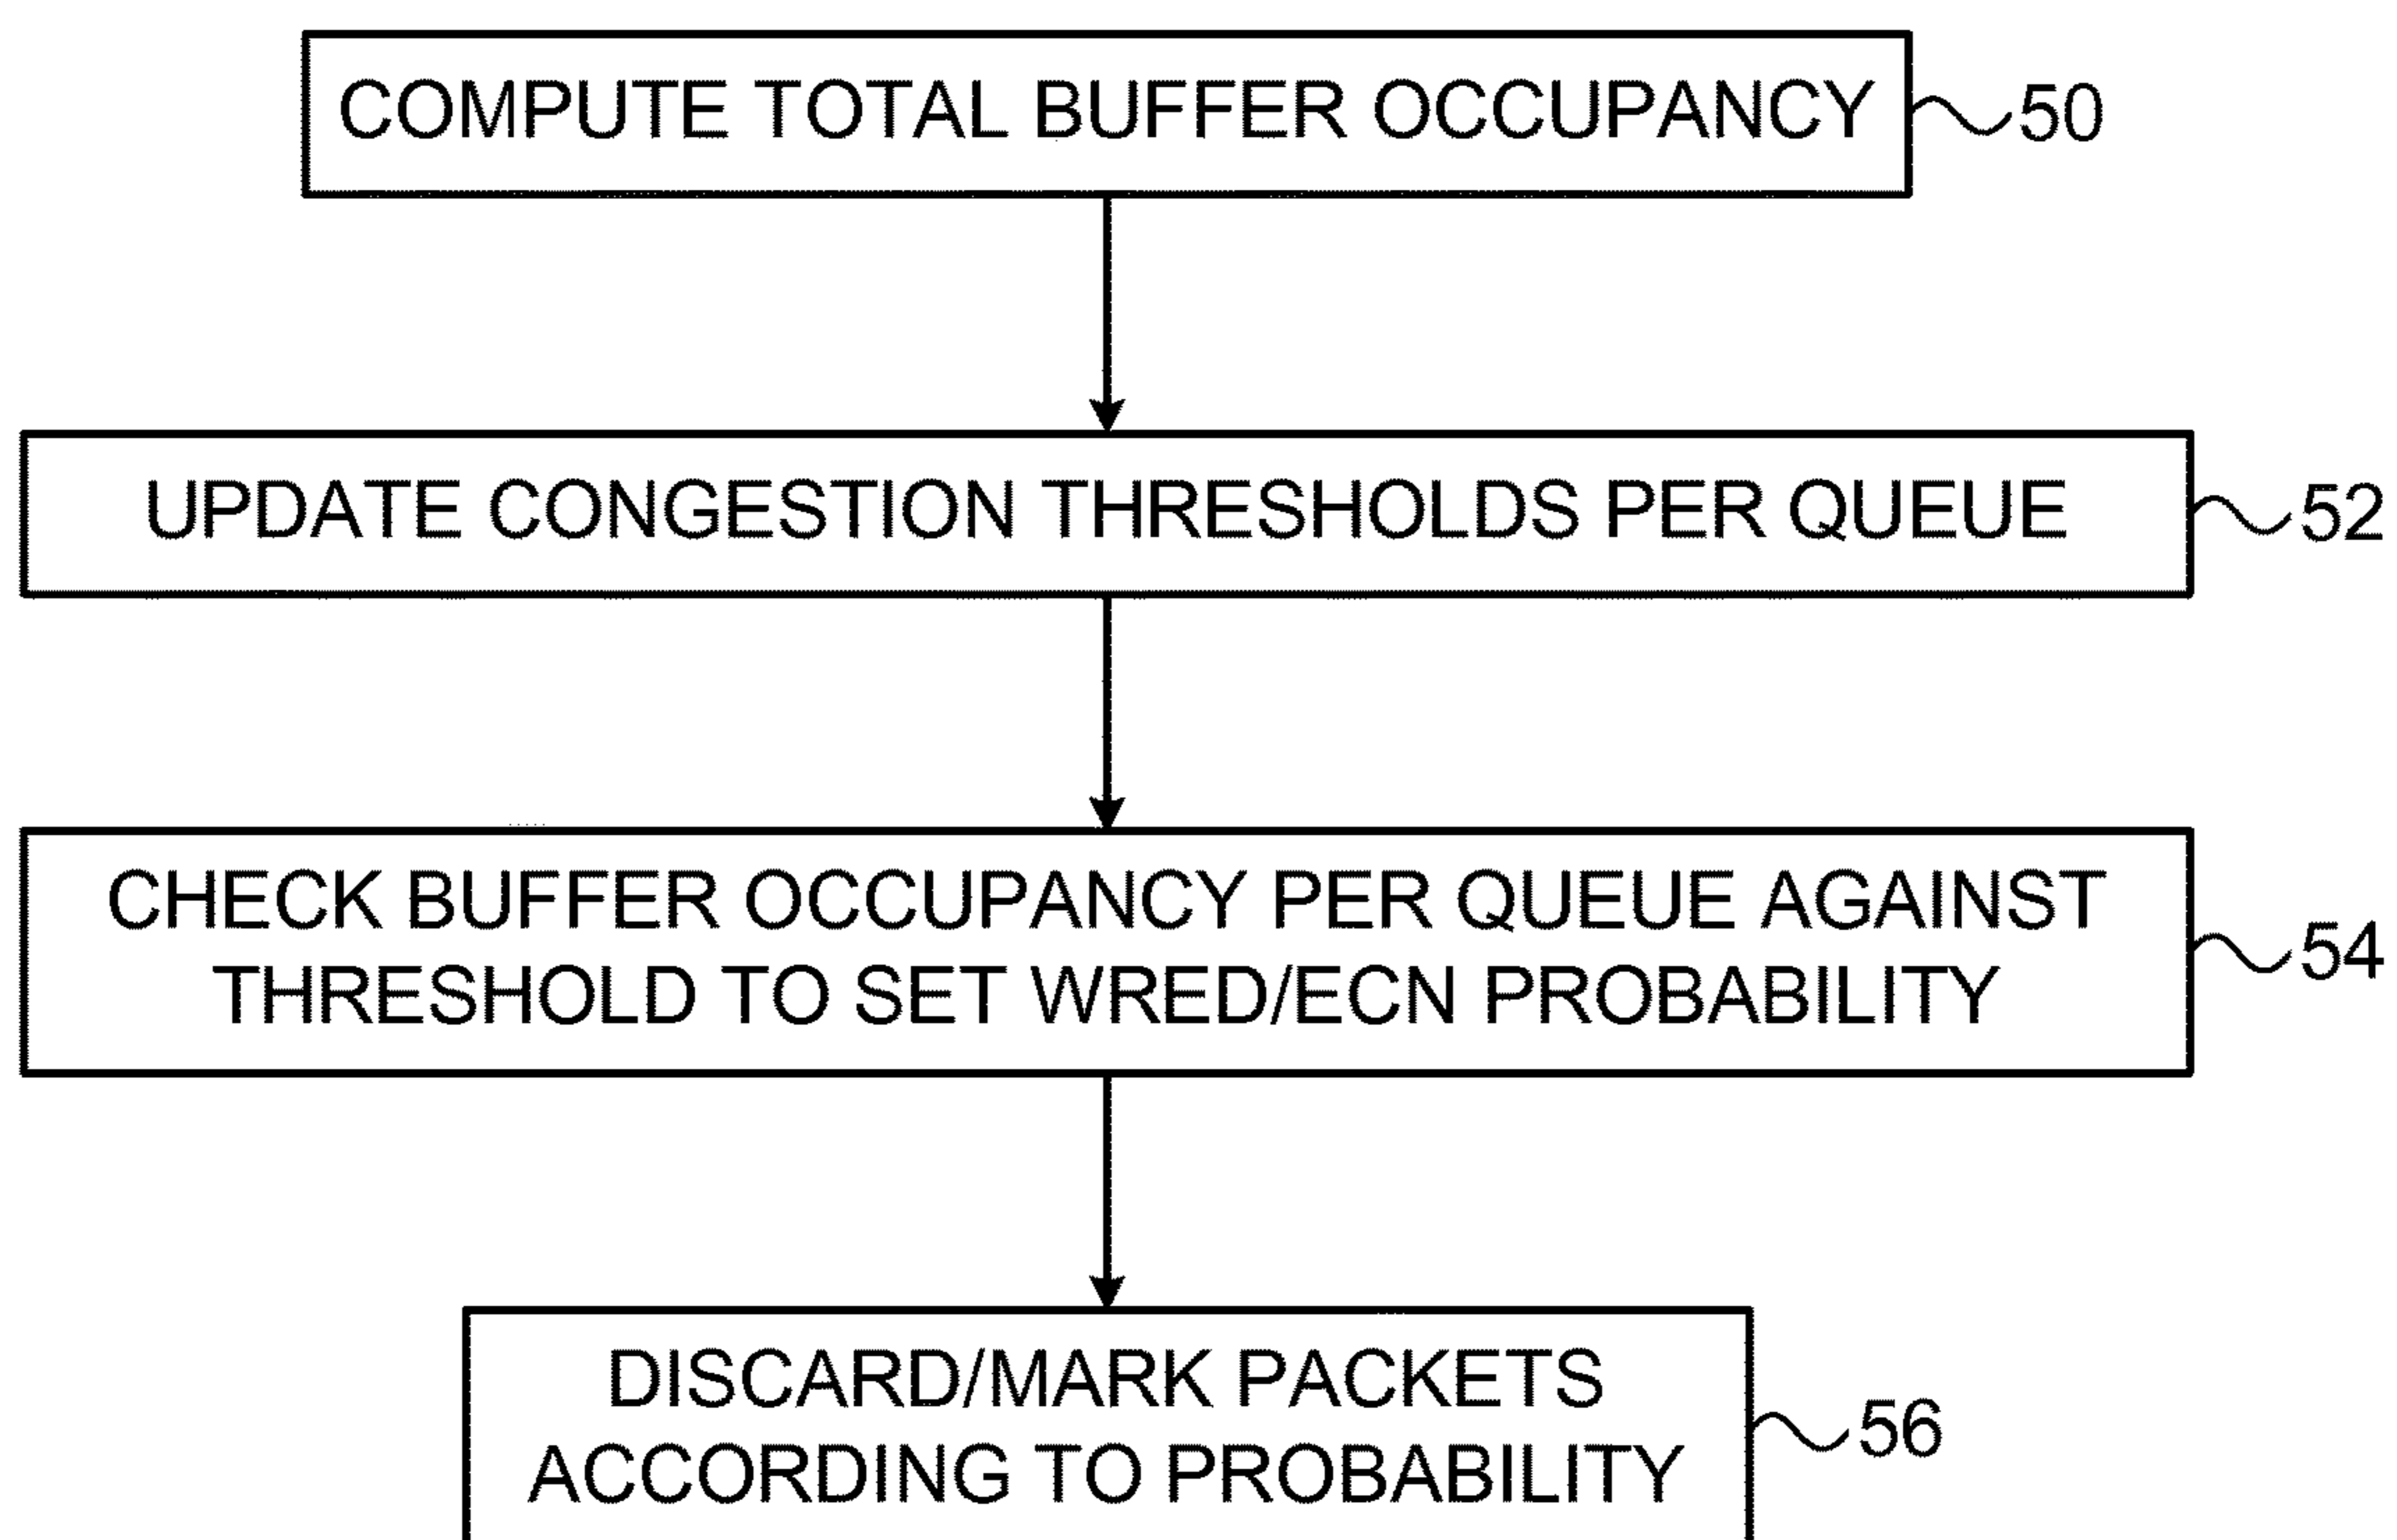 COMPUTE TOTAL BUFFER OCCUPANCY
50
UPDATE CONGESTION THRESHOLDS PER QUEUE
52
CHECK BUFFER OCCUPANCY PER QUEUE AGAINST
THRESHOLD TO SET WRED/ECN PROBABILITY
54
DISCARD/MARK PACKETS
ACCORDING TO PROBABILITY
56